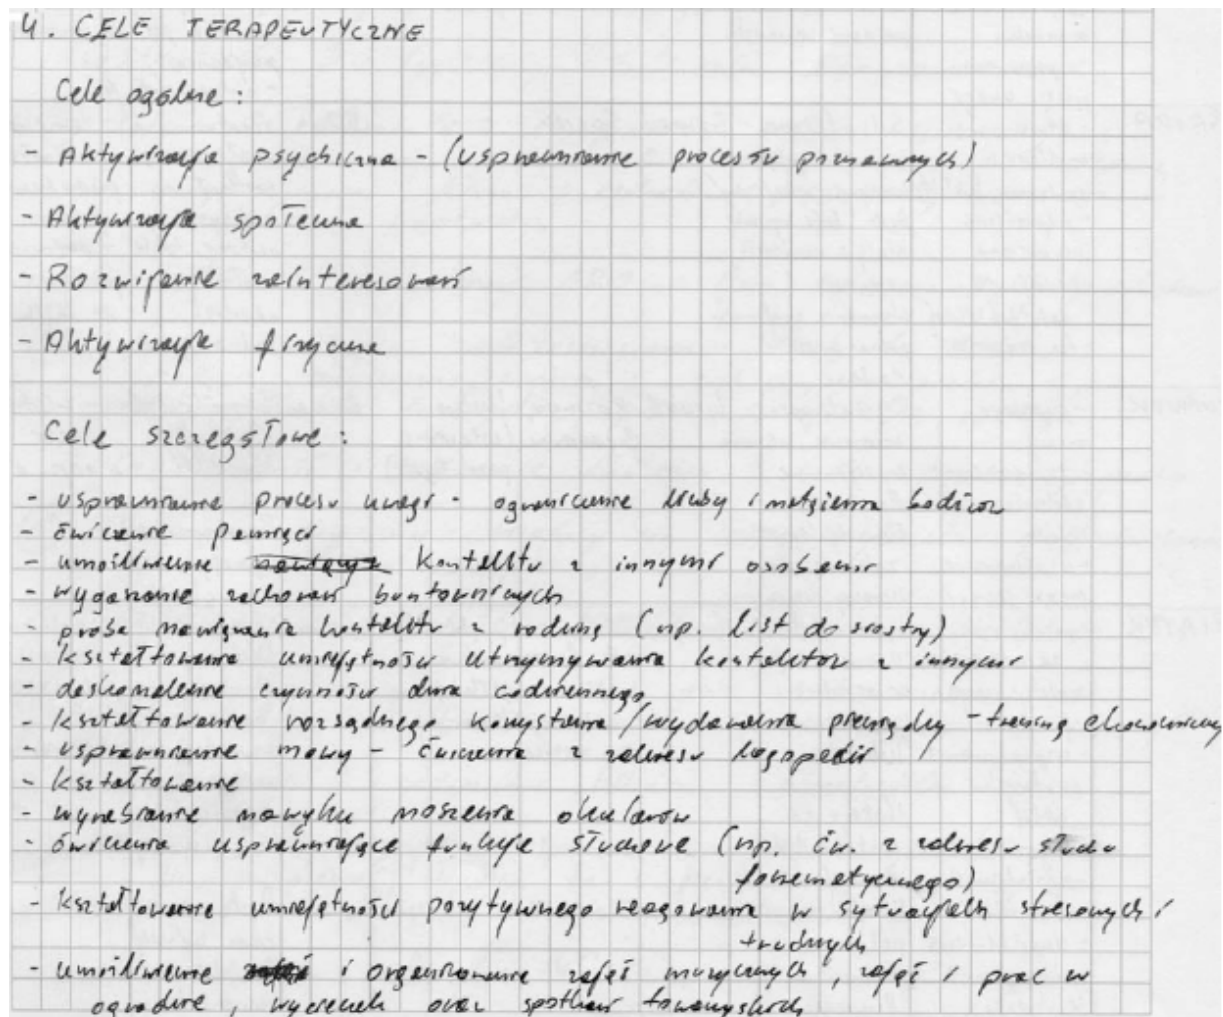 4. CELE TERAPEUTYCZNE
Cele ogólne :
- Aktywizacja psychiczna - (usprawnianie procesów poznawczych)
- Aktywizacja społeczna
- Rozwijanie zainteresowań
- Aktywizacja fizyczna
Cele szczegółowe :
- usprawnianie procesu uwagi - ograniczenie liczby i natężenia bodźców
- ćwiczenie pamięci
- umożliwienie kontaktu z innymi osobami
- wygaszanie zachowań buntowniczych
- próba nawiązania kontaktu z rodziną (np. list do siostry)
- kształtowanie umiejętności utrzymywania kontaktów z innymi
- doskonalenie czynności dnia codziennego
- kształtowanie rozsądnego korzystania/wydawania pieniędzy - trening ekonomiczny
- usprawnianie mowy - ćwiczenia z zakresu logopedii
- kształtowanie
- wyrabianie nawyku noszenia okularów
- ćwiczenia usprawniające funkcje słuchowe (np. ćw. z zakresu słuchu
fonematycznego)
- kształtowanie umiejętności pozytywnego reagowania w sytuacjach stresowych i
trudnych
- umożliwienie i organizowanie zajęć muzycznych, zajęć i prac w
ogrodzie, wycieczek oraz spotkań towarzyskich